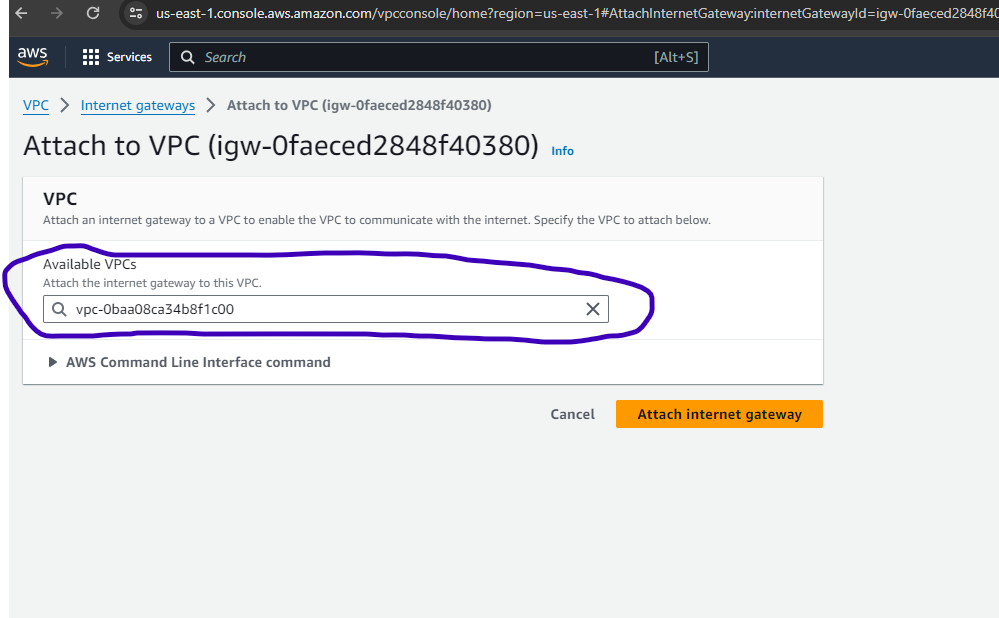 us-east-1.console.aws.amazon.com/vpcconsole/home?region=us-east-1#AttachInternetGateway:internetGatewayId=igw-0faeced2848f40
aws Services Search [Alt+S]
VPC > Internet gateways > Attach to VPC (igw-0faeced2848f40380)
Attach to VPC (igw-0faeced2848f40380) Info
VPC
Attach an internet gateway to a VPC to enable the VPC to communicate with the internet. Specify the VPC to attach below.
Available VPCs
Attach the internet gateway to this VPC.
vpc-0baa08ca34b8f1c00
AWS Command Line Interface command
Cancel Attach internet gateway